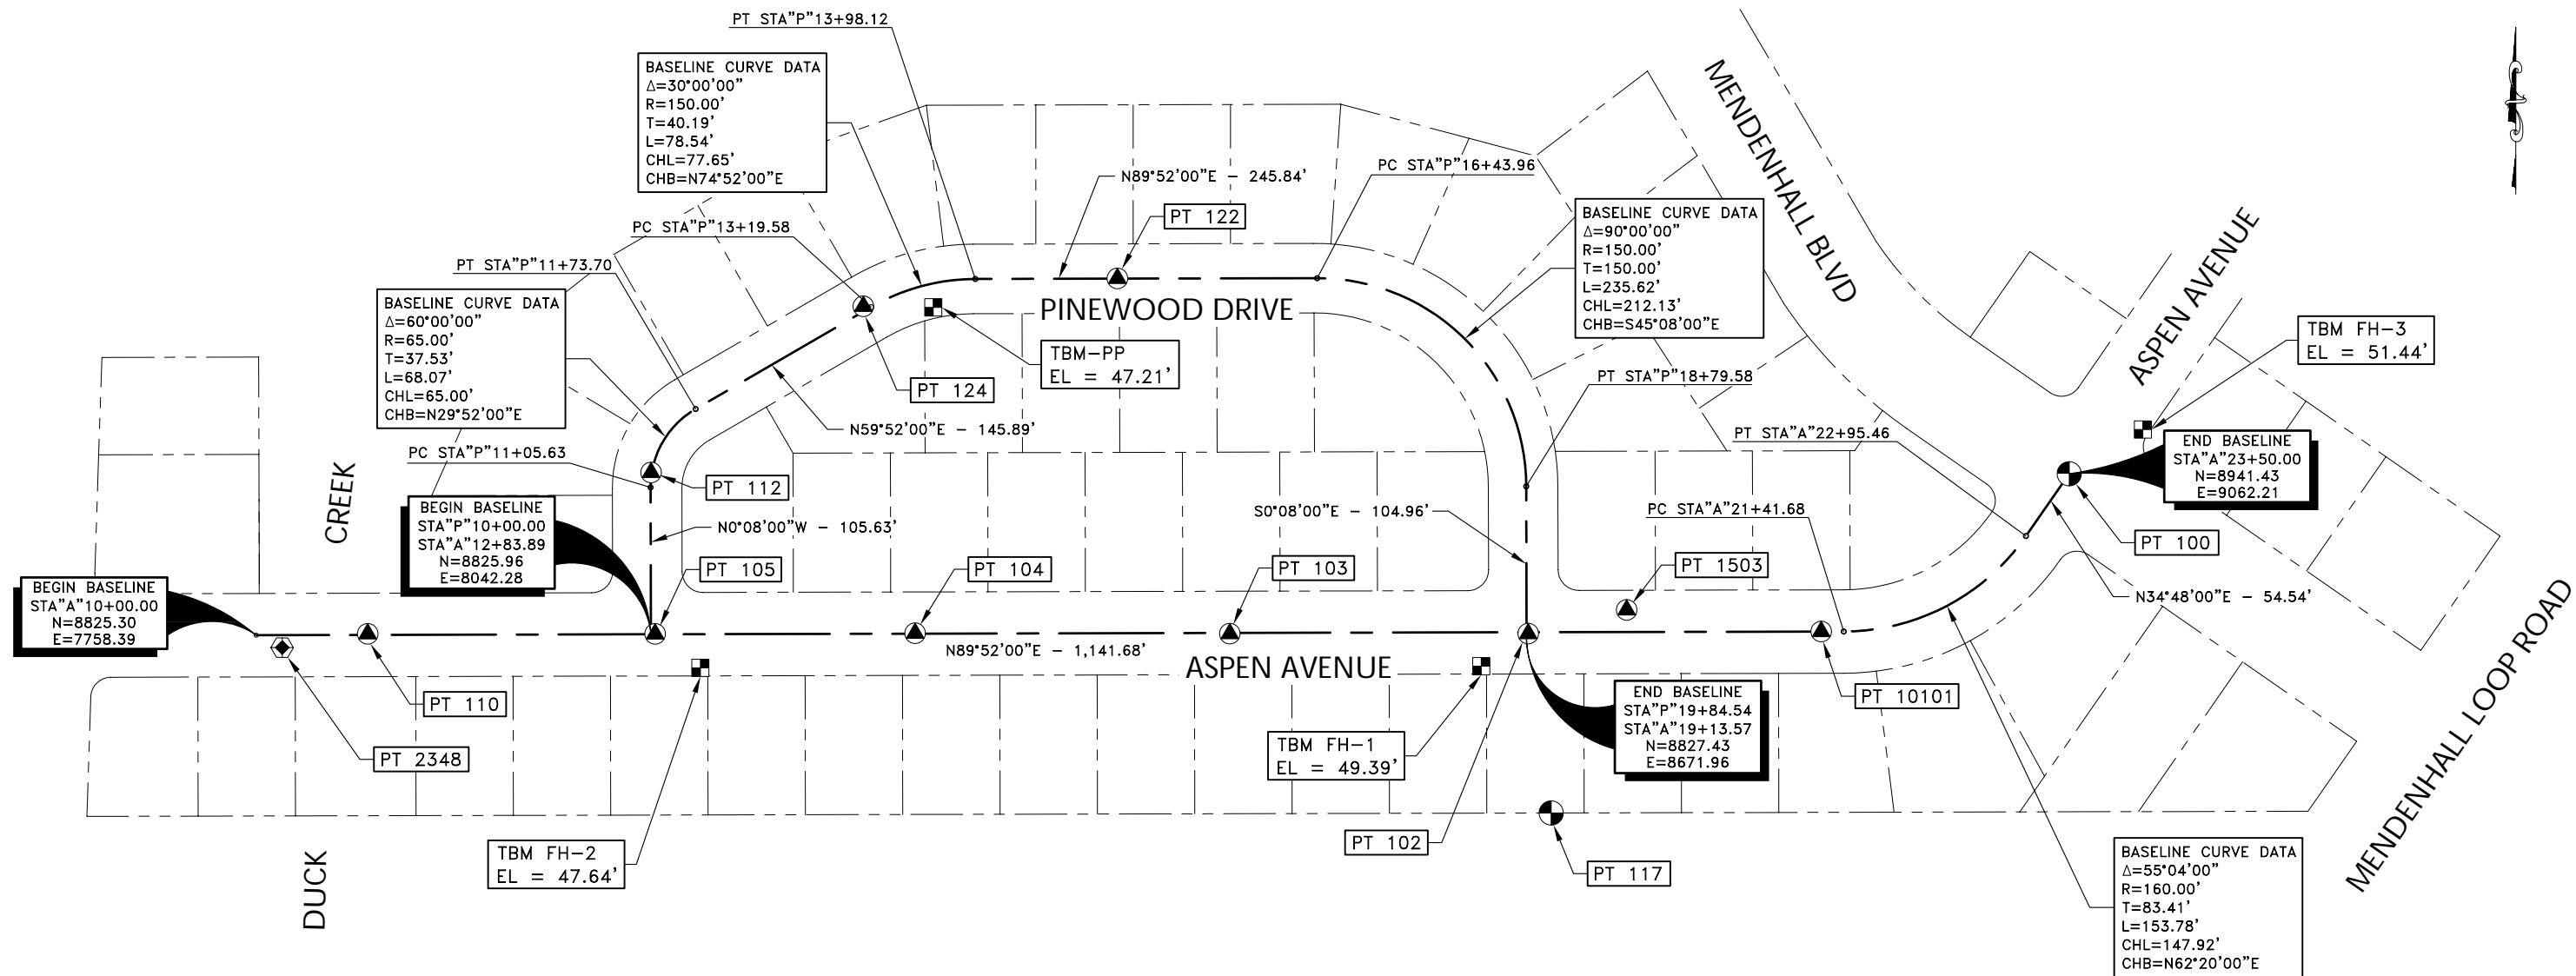 PT STA"P"13+98.12
BASELINE CURVE DATA
Δ=30°00'00"
R=150.00'
T=40.19'
L=78.54'
CHL=77.65'
CHB=N74°52'00"E
PC STA"P"13+19.58
PT STA"P"11+73.70
BASELINE CURVE DATA
Δ=60°00'00"
R=65.00'
T=37.53'
L=68.07'
CHL=65.00'
CHB=N29°52'00"E
PC STA"P"11+05.63
N89°52'00"E - 245.84'
PT 122
PC STA"P"16+43.96
PINEWOOD DRIVE
TBM-PP
EL = 47.21'
PT 124
N59°52'00"E - 145.89'
PT 112
N0°08'00"W - 105.63'
BASELINE CURVE DATA
Δ=90°00'00"
R=150.00'
T=150.00'
L=235.62'
CHL=212.13'
CHB=S45°08'00"E
MENDENHALL BLVD
ASPEN AVENUE
TBM FH-3
EL = 51.44'
PT STA"P"18+79.58
PT STA"A"22+95.46
END BASELINE
STA"A"23+50.00
N=8941.43
E=9062.21
PT 100
N34°48'00"E - 54.54'
S0°08'00"E - 104.96'
PC STA"A"21+41.68
PT 1503
CREEK
BEGIN BASELINE
STA"P"10+00.00
STA"A"12+83.89
N=8825.96
E=8042.28
BEGIN BASELINE
STA"A"10+00.00
N=8825.30
E=7758.39
PT 105
PT 104
PT 103
N89°52'00"E - 1,141.68'
ASPEN AVENUE
PT 110
PT 2348
TBM FH-2
EL = 47.64'
DUCK
TBM FH-1
EL = 49.39'
PT 102
END BASELINE
STA"P"19+84.54
STA"A"19+13.57
N=8827.43
E=8671.96
PT 10101
PT 117
MENDENHALL LOOP ROAD
BASELINE CURVE DATA
Δ=55°04'00"
R=160.00'
T=83.41'
L=153.78'
CHL=147.92'
CHB=N62°20'00"E